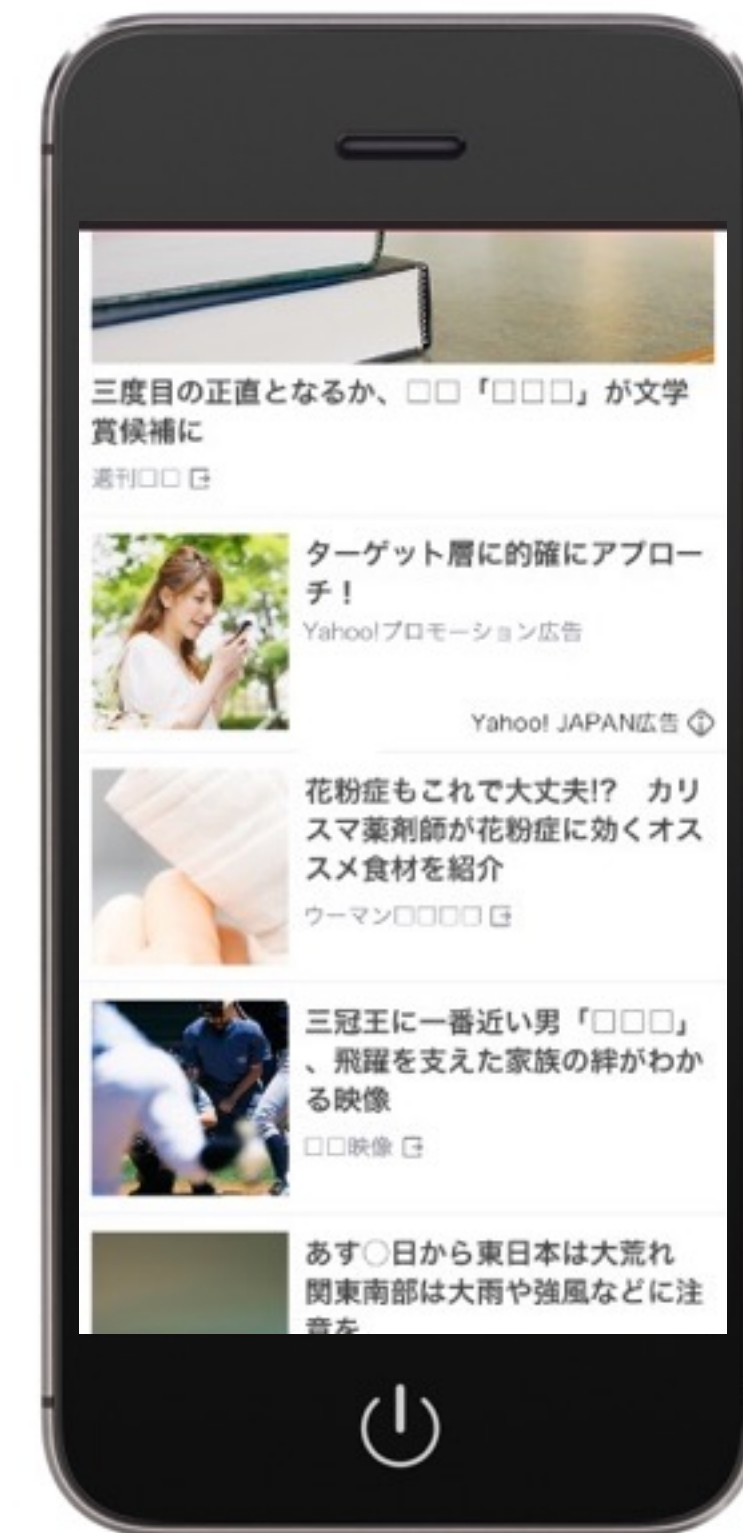 三度目の正直となるか、□□「□□□」が文学
賞候補に
週刊□□
ターゲット層に的確にアプロー
チ！
Yahoo!プロモーション広告
Yahoo! JAPAN広告
花粉症もこれで大丈夫!?　カリ
スマ薬剤師が花粉症に効くオス
スメ食材を紹介
ウーマン□□□□
三冠王に一番近い男「□□□」
、飛躍を支えた家族の絆がわか
る映像
□□映像
あす○日から東日本は大荒れ
関東南部は大雨や強風などに注
意を